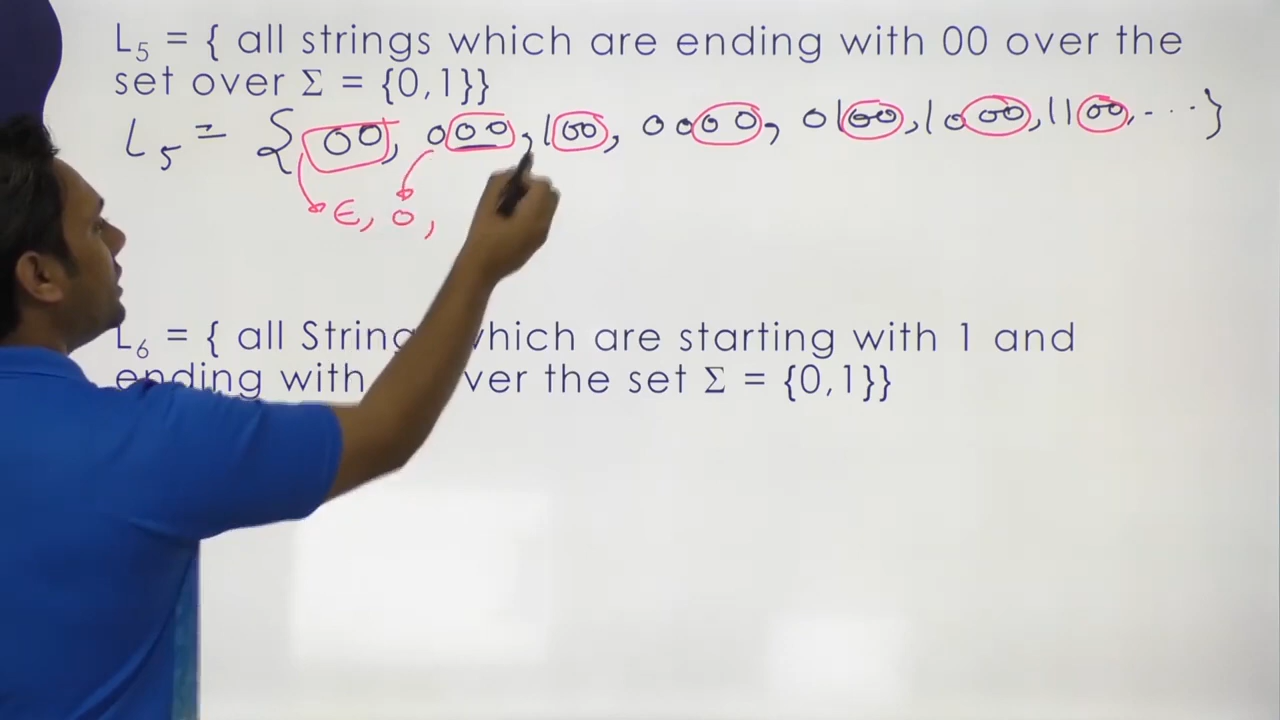 L5 = { all strings which are ending with 00 over the
set over Σ = {0,1}}
L5 = { 00, 000, 100, 0000, 0100, 1000, 1100, ...}
ϵ, 0,
L6 = { all String which are starting with 1 and
ending with over the set Σ = {0,1}}